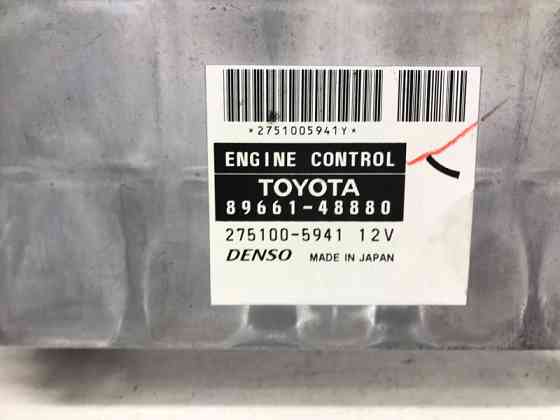 *2751005941Y*
ENGINE CONTROL
TOYOTA
89661-48880
275100-5941 12V
DENSO MADE IN JAPAN